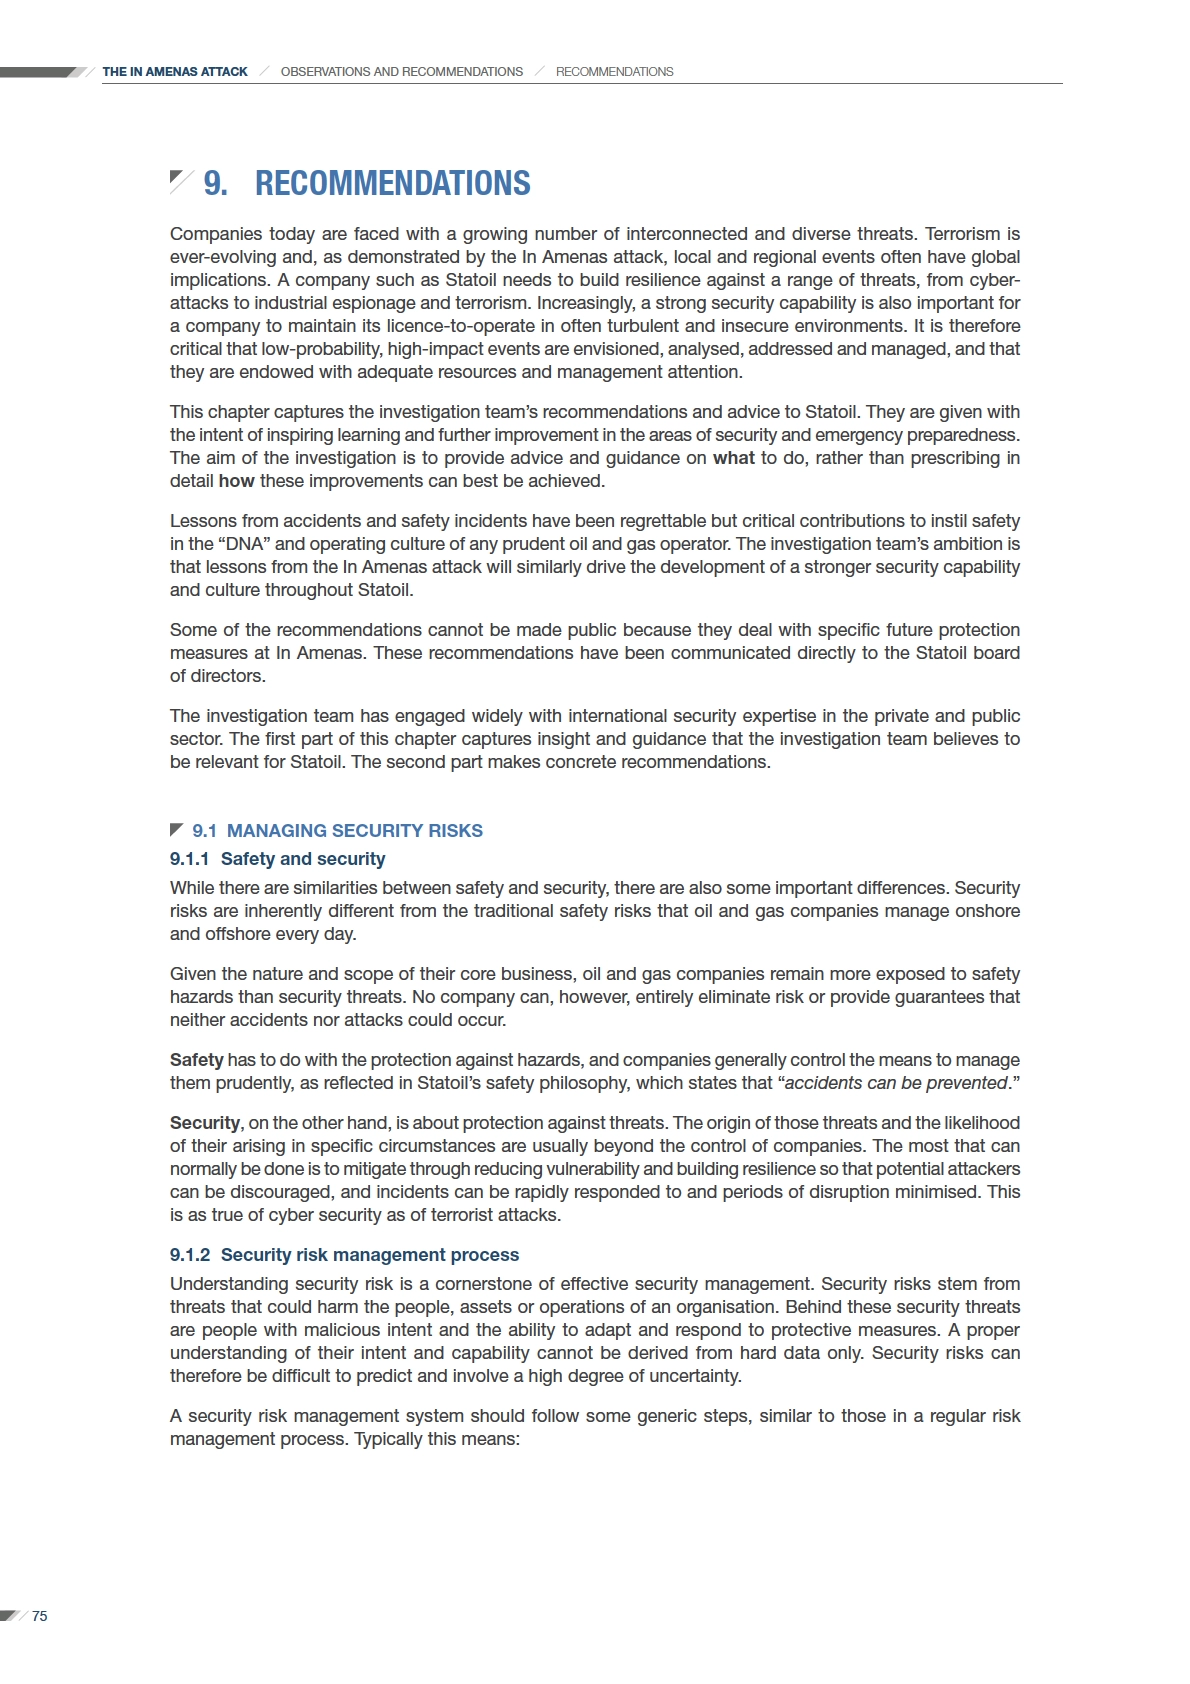 THE IN AMENAS ATTACK / OBSERVATIONS AND RECOMMENDATIONS / RECOMMENDATIONS
9. RECOMMENDATIONS
Companies today are faced with a growing number of interconnected and diverse threats. Terrorism is
ever-evolving and, as demonstrated by the In Amenas attack, local and regional events often have global
implications. A company such as Statoil needs to build resilience against a range of threats, from cyber-
attacks to industrial espionage and terrorism. Increasingly, a strong security capability is also important for
a company to maintain its licence-to-operate in often turbulent and insecure environments. It is therefore
critical that low-probability, high-impact events are envisioned, analysed, addressed and managed, and that
they are endowed with adequate resources and management attention.
This chapter captures the investigation team’s recommendations and advice to Statoil. They are given with
the intent of inspiring learning and further improvement in the areas of security and emergency preparedness.
The aim of the investigation is to provide advice and guidance on what to do, rather than prescribing in
detail how these improvements can best be achieved.
Lessons from accidents and safety incidents have been regrettable but critical contributions to instil safety
in the “DNA” and operating culture of any prudent oil and gas operator. The investigation team’s ambition is
that lessons from the In Amenas attack will similarly drive the development of a stronger security capability
and culture throughout Statoil.
Some of the recommendations cannot be made public because they deal with specific future protection
measures at In Amenas. These recommendations have been communicated directly to the Statoil board
of directors.
The investigation team has engaged widely with international security expertise in the private and public
sector. The first part of this chapter captures insight and guidance that the investigation team believes to
be relevant for Statoil. The second part makes concrete recommendations.
9.1 MANAGING SECURITY RISKS
9.1.1 Safety and security
While there are similarities between safety and security, there are also some important differences. Security
risks are inherently different from the traditional safety risks that oil and gas companies manage onshore
and offshore every day.
Given the nature and scope of their core business, oil and gas companies remain more exposed to safety
hazards than security threats. No company can, however, entirely eliminate risk or provide guarantees that
neither accidents nor attacks could occur.
Safety has to do with the protection against hazards, and companies generally control the means to manage
them prudently, as reflected in Statoil’s safety philosophy, which states that “accidents can be prevented.”
Security, on the other hand, is about protection against threats. The origin of those threats and the likelihood
of their arising in specific circumstances are usually beyond the control of companies. The most that can
normally be done is to mitigate through reducing vulnerability and building resilience so that potential attackers
can be discouraged, and incidents can be rapidly responded to and periods of disruption minimised. This
is as true of cyber security as of terrorist attacks.
9.1.2 Security risk management process
Understanding security risk is a cornerstone of effective security management. Security risks stem from
threats that could harm the people, assets or operations of an organisation. Behind these security threats
are people with malicious intent and the ability to adapt and respond to protective measures. A proper
understanding of their intent and capability cannot be derived from hard data only. Security risks can
therefore be difficult to predict and involve a high degree of uncertainty.
A security risk management system should follow some generic steps, similar to those in a regular risk
management process. Typically this means:
75